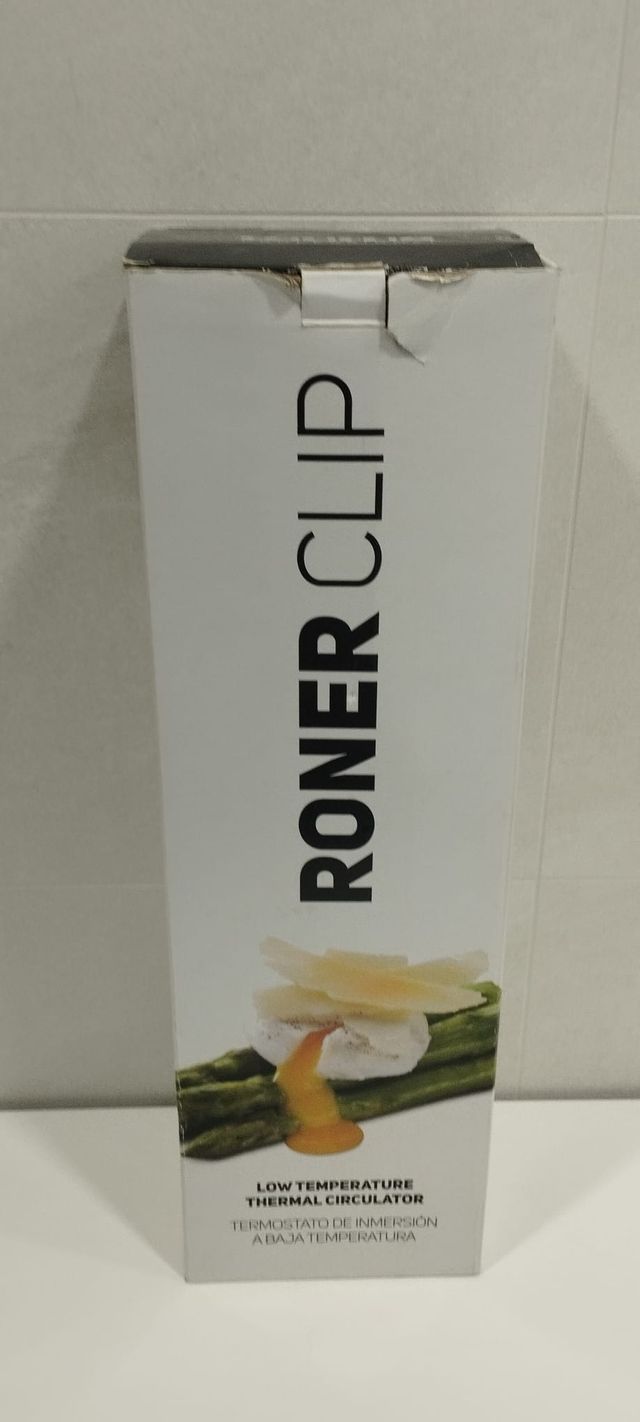 RONER CLIP
LOW TEMPERATURE
THERMAL CIRCULATOR
TERMOSTATO DE INMERSIÓN
A BAJA TEMPERATURA